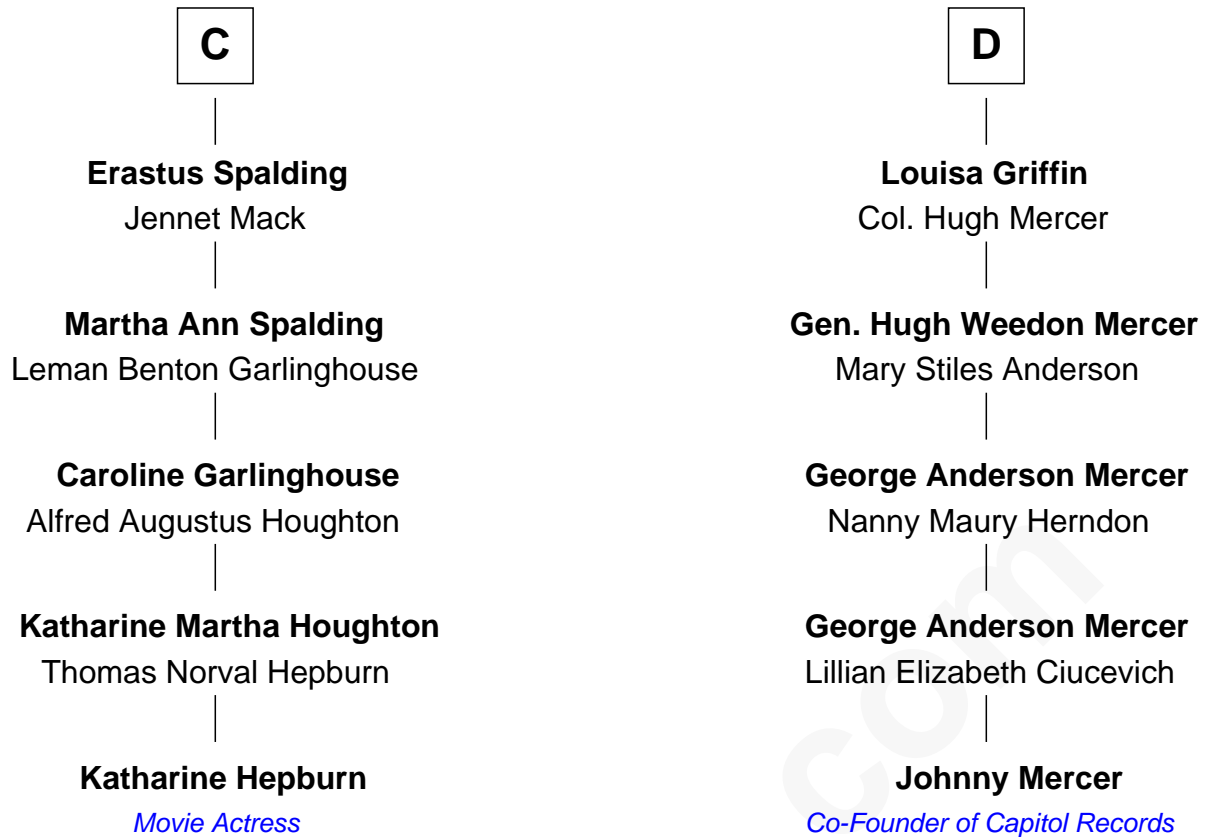 C
Erastus Spalding
Jennet Mack
Martha Ann Spalding
Leman Benton Garlinghouse
Caroline Garlinghouse
Alfred Augustus Houghton
Katharine Martha Houghton
Thomas Norval Hepburn
Katharine Hepburn
Movie Actress
D
Louisa Griffin
Col. Hugh Mercer
Gen. Hugh Weedon Mercer
Mary Stiles Anderson
George Anderson Mercer
Nanny Maury Herndon
George Anderson Mercer
Lillian Elizabeth Ciucevich
Johnny Mercer
Co-Founder of Capitol Records
com